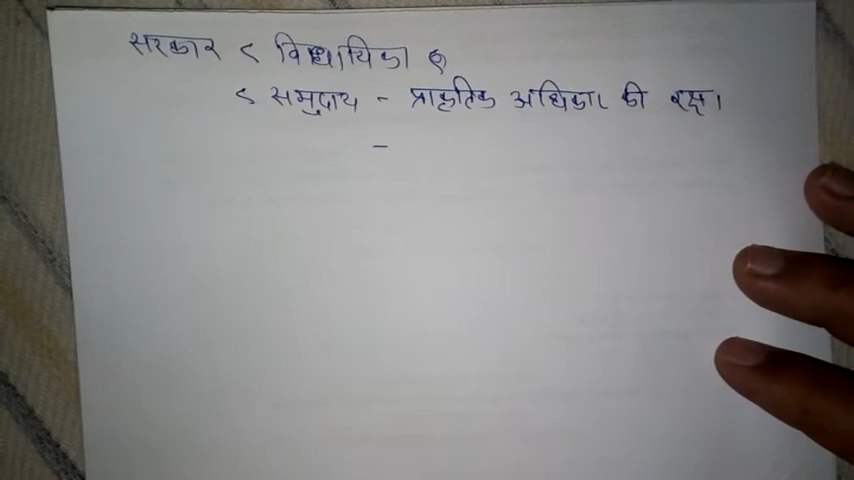 सरकार < विधायिका
< समुदाय - प्राकृतिक अधिकार की रक्षा
-